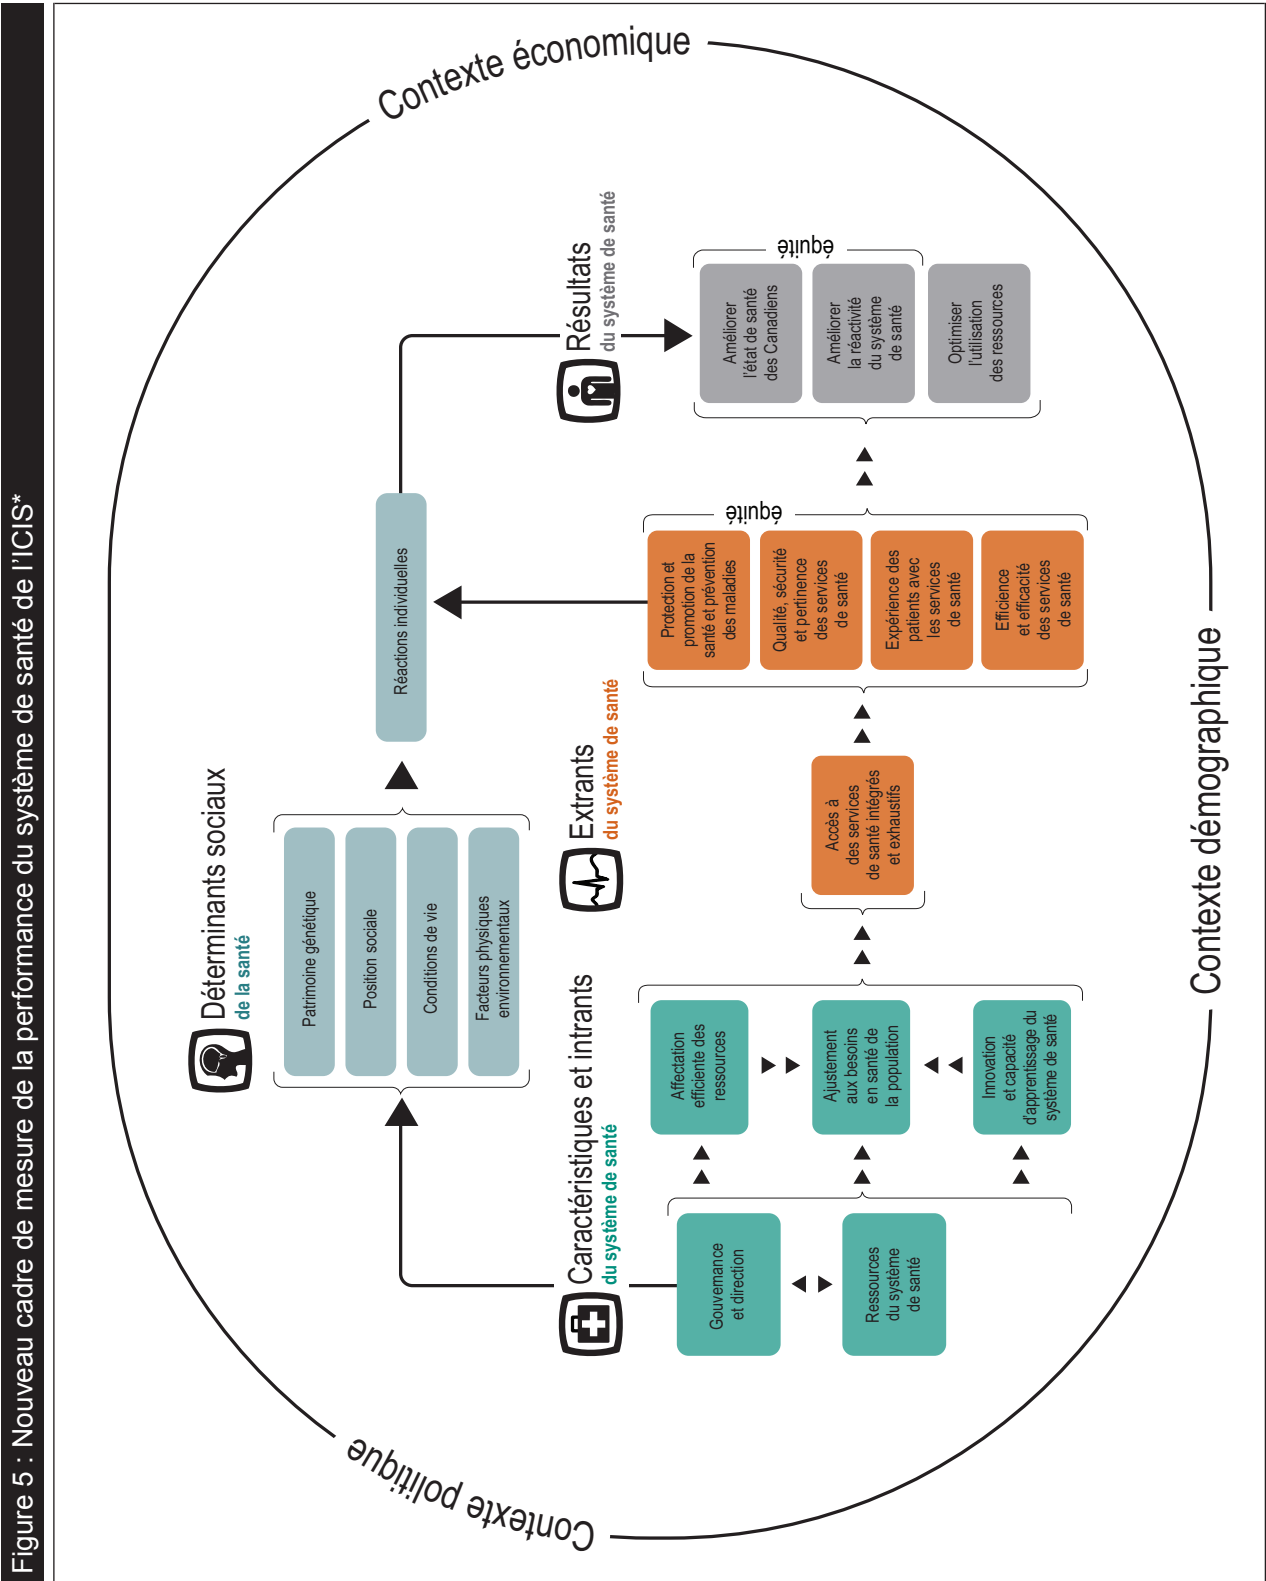 Figure 5 : Nouveau cadre de mesure de la performance du système de santé de l'ICIS*
Contexte politique
Contexte économique
Contexte démographique
Déterminants sociaux
de la santé
Patrimoine génétique
Position sociale
Conditions de vie
Facteurs physiques
environnementaux
Réactions individuelles
Caractéristiques et intrants
du système de santé
Gouvernance
et direction
Ressources
du système
de santé
Affectation
efficiente des
ressources
Ajustement
aux besoins
en santé de
la population
Innovation
et capacité
d'apprentissage du
système de santé
Extrants
du système de santé
Accès à
des services
de santé intégrés
et exhaustifs
Protection et
promotion de la
santé et prévention
des maladies
Qualité, sécurité
et pertinence
des services
de santé
Expérience des
patients avec
les services
de santé
Efficience
et efficacité
des services
de santé
équité
Résultats
du système de santé
Améliorer
l'état de santé
des Canadiens
Améliorer
la réactivité
du système
de santé
Optimiser
l'utilisation
des ressources
équité